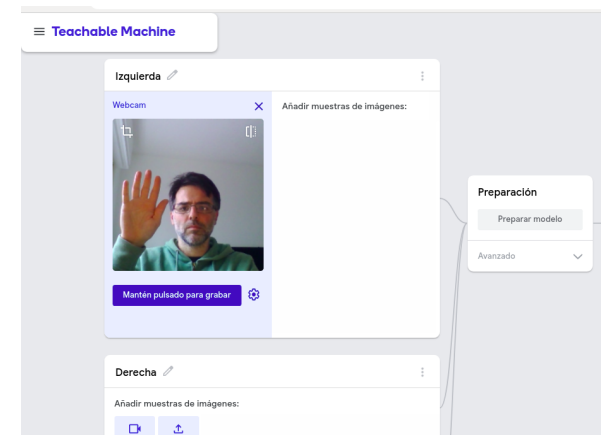 Teachable Machine
Izquierda
Webcam
Añadir muestras de imágenes:
Mantén pulsado para grabar
Preparación
Preparar modelo
Avanzado
Derecha
Añadir muestras de imágenes: